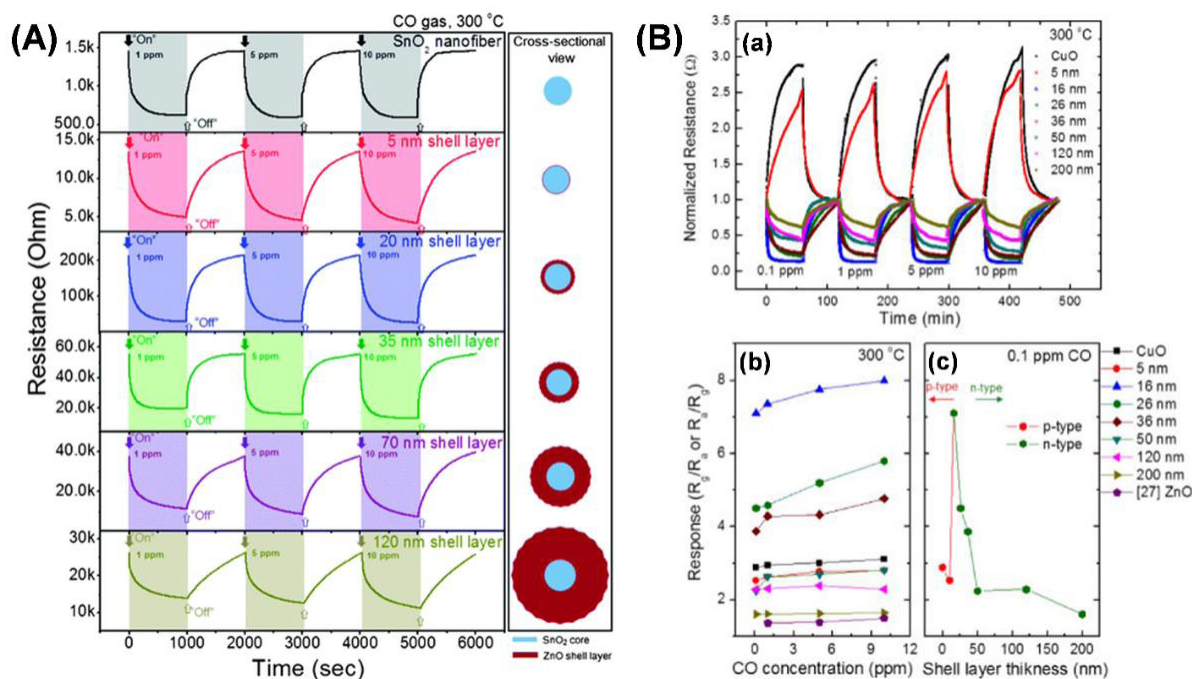 (A)
CO gas, 300 °C
"On"
SnO2 nanofiber
1 ppm
5 ppm
10 ppm
"Off"
1.5k
1.0k
500.0
Cross-sectional
view
"On"
5 nm shell layer
1 ppm
5 ppm
10 ppm
"Off"
15.0k
10.0k
5.0k
"On"
20 nm shell layer
1 ppm
5 ppm
10 ppm
"Off"
200k
100k
"On"
35 nm shell layer
1 ppm
5 ppm
10 ppm
"Off"
60.0k
40.0k
20.0k
"On"
70 nm shell layer
1 ppm
5 ppm
10 ppm
"Off"
40.0k
20.0k
"On"
120 nm shell layer
1 ppm
5 ppm
10 ppm
"Off"
30k
20k
10k
Resistance (Ohm)
0 1000 2000 3000 4000 5000 6000
Time (sec)
SnO2 core
ZnO shell layer
(B)
(a)
300 °C
CuO
5 nm
16 nm
26 nm
36 nm
50 nm
120 nm
200 nm
3.5
3.0
2.5
2.0
1.5
1.0
0.5
0.0
Normalized Resistance (Ω)
0.1 ppm 1 ppm 5 ppm 10 ppm
0 100 200 300 400 500
Time (min)
(b)
300 °C
8
6
4
2
Response (Rg/Ra or Ra/Rg)
0 3 6 9 12
CO concentration (ppm)
(c)
0.1 ppm CO
p-type
n-type
p-type
n-type
0 50 100 150 200
Shell layer thikness (nm)
CuO
5 nm
16 nm
26 nm
36 nm
50 nm
120 nm
200 nm
[27] ZnO